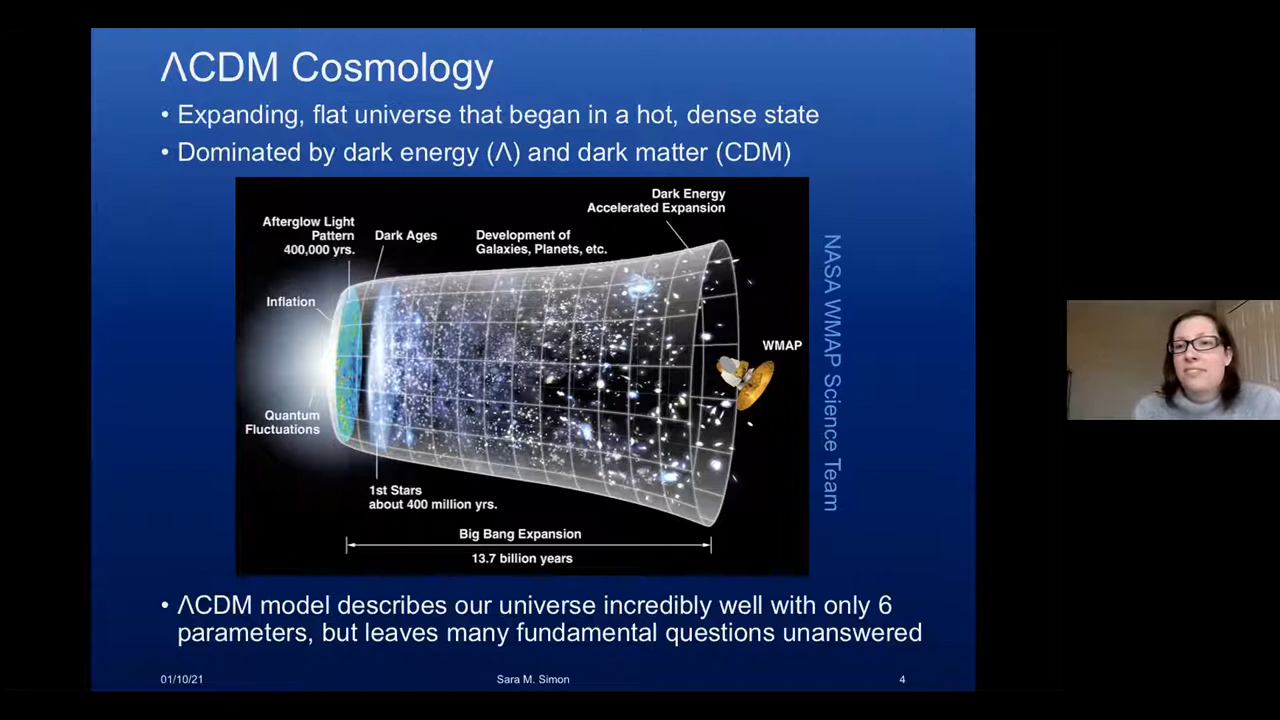 ΛCDM Cosmology
• Expanding, flat universe that began in a hot, dense state
• Dominated by dark energy (Λ) and dark matter (CDM)
Dark Energy
Accelerated Expansion
Afterglow Light
Pattern
400,000 yrs.
Dark Ages
Development of
Galaxies, Planets, etc.
Inflation
WMAP
Quantum
Fluctuations
1st Stars
about 400 million yrs.
Big Bang Expansion
13.7 billion years
NASA WMAP Science Team
• ΛCDM model describes our universe incredibly well with only 6
parameters, but leaves many fundamental questions unanswered
01/10/21
Sara M. Simon
4